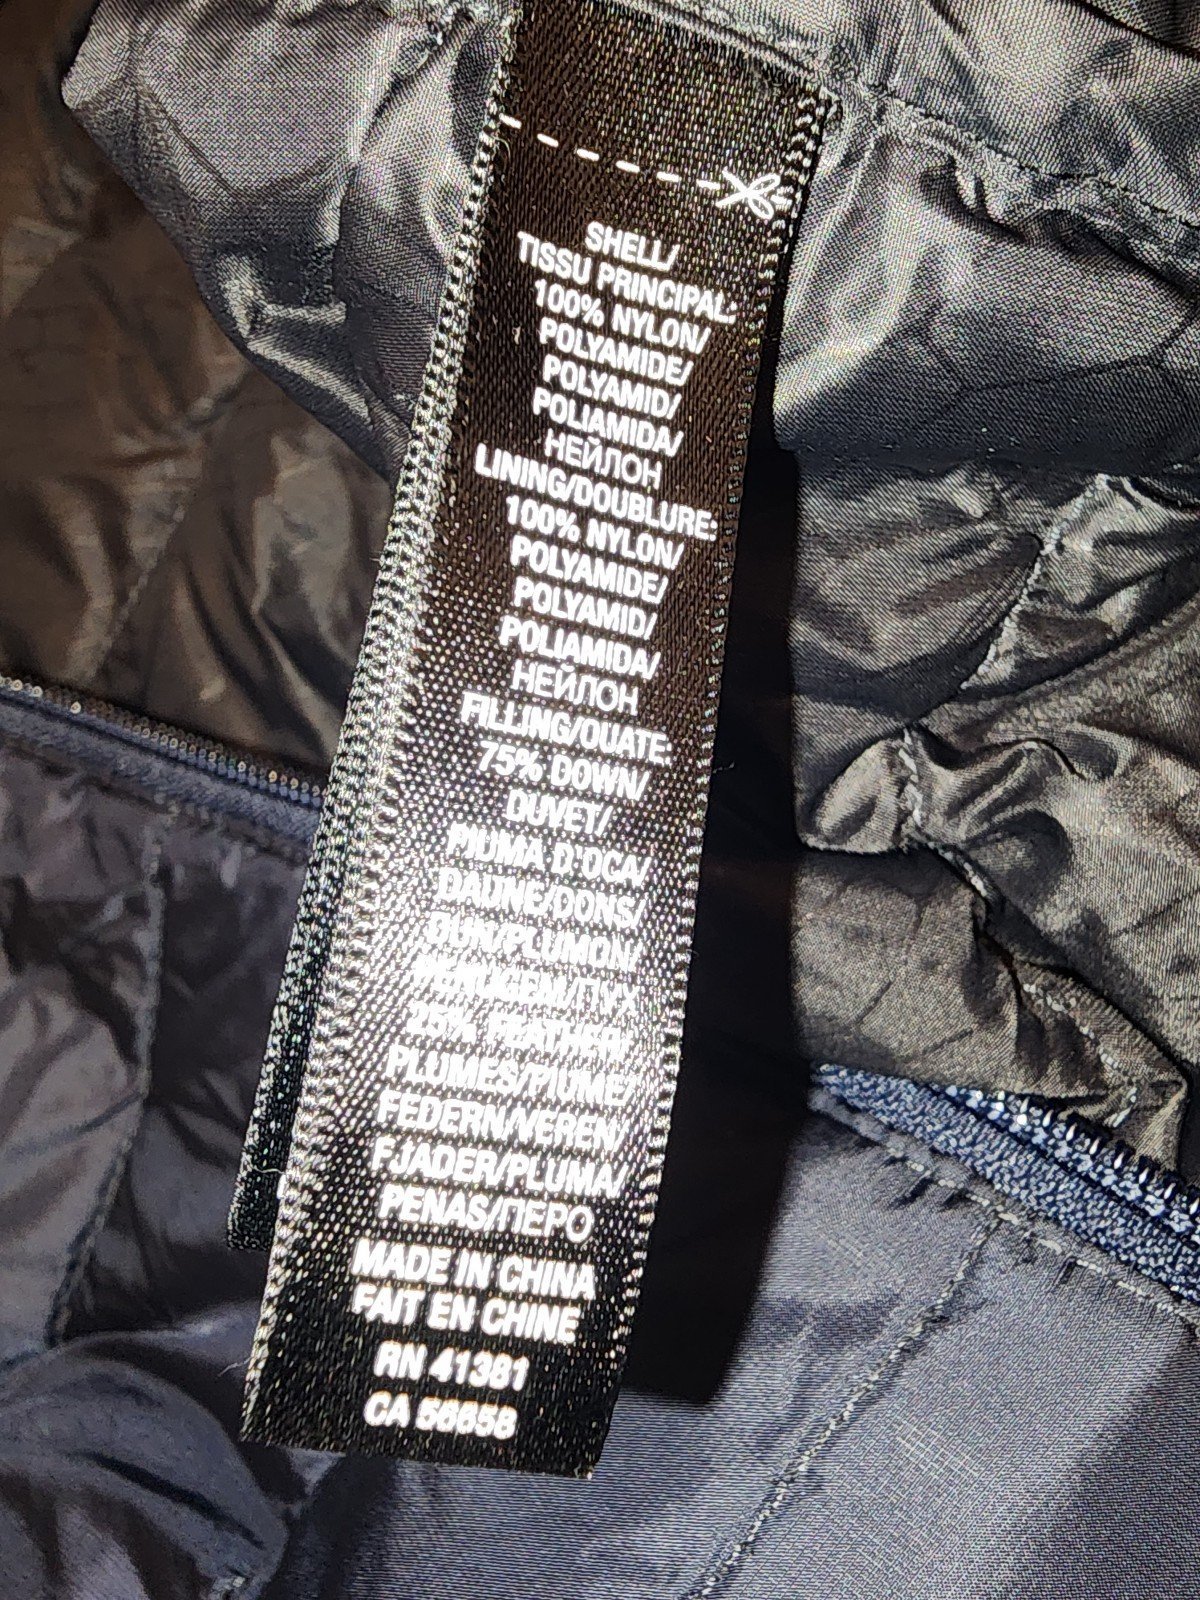 SHELL/
TISSU PRINCIPAL:
100% NYLON/
POLYAMIDE/
POLYAMID/
POLIAMIDA/
НЕЙЛОН
LINING/DOUBLURE:
100% NYLON/
POLYAMIDE/
POLYAMID/
POLIAMIDA/
НЕЙЛОН
FILLING/OUATE:
75% DOWN/
DUVET/
PIUMA D'OCA/
DAUNE/DONS/
DUN/PLUMON/
ПУХ
25% FEATHER/
PLUMES/PIUME/
FEDERN/VEREN/
FJADER/PLUMA/
PENAS/ПЕРО
MADE IN CHINA
FAIT EN CHINE
RN 41381
CA 56658